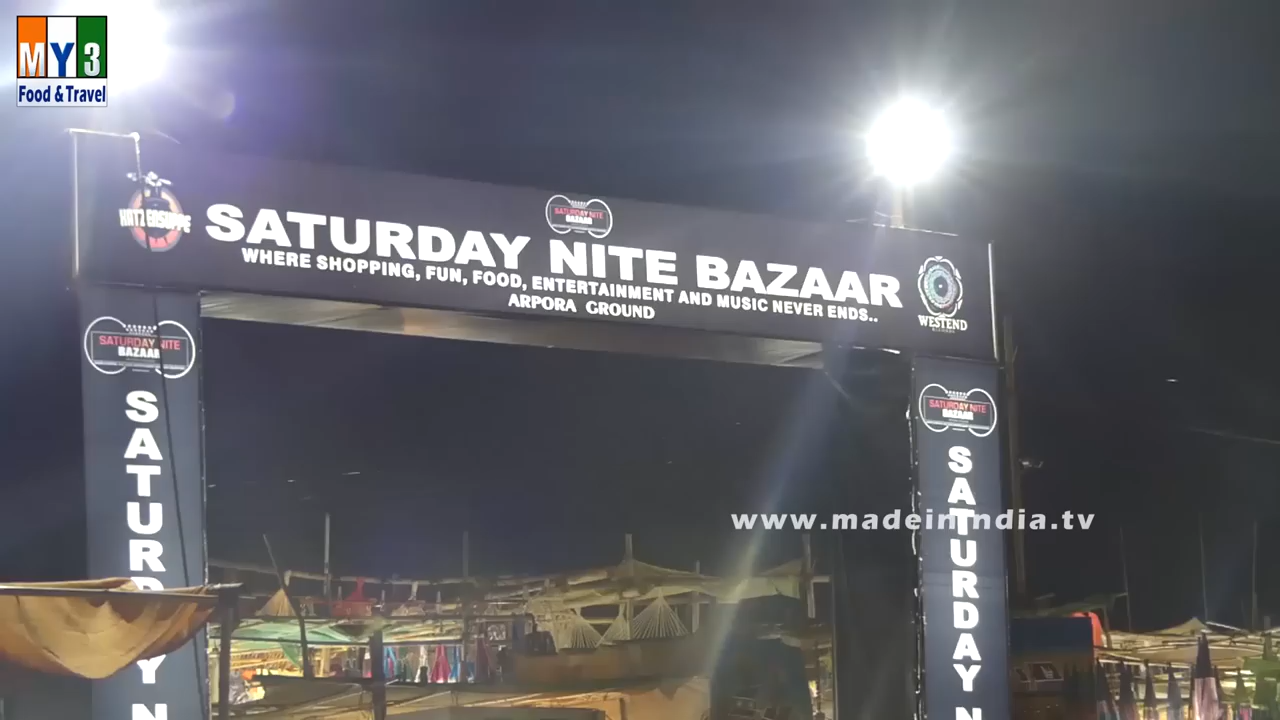 MY3
Food & Travel
SATURDAY NITE
BAZAAR
SATURDAY NITE BAZAAR
WHERE SHOPPING, FUN, FOOD, ENTERTAINMENT AND MUSIC NEVER ENDS..
ARPORA GROUND
WESTEND
SATURDAY NITE
BAZAAR
SATURDAY N
SATURDAY NITE
BAZAAR
SATURDAY N
www.madeinindia.tv